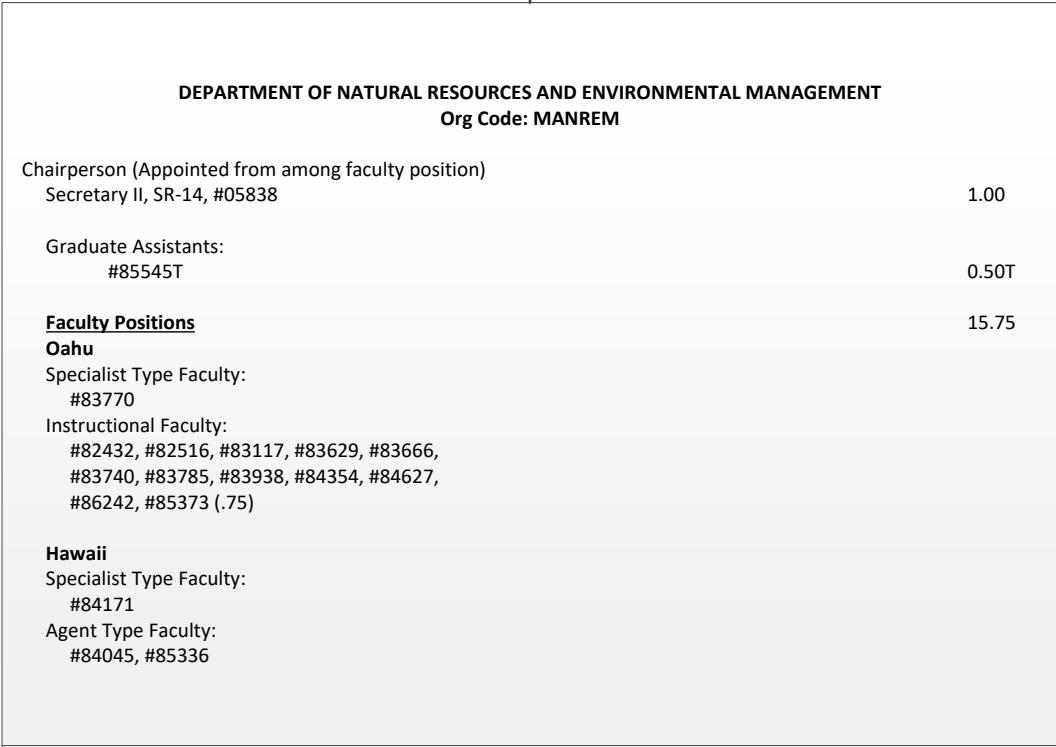 DEPARTMENT OF NATURAL RESOURCES AND ENVIRONMENTAL MANAGEMENT
Org Code: MANREM
Chairperson (Appointed from among faculty position)
Secretary II, SR-14, #05838 1.00
Graduate Assistants:
#85545T 0.50T
Faculty Positions 15.75
Oahu
Specialist Type Faculty:
#83770
Instructional Faculty:
#82432, #82516, #83117, #83629, #83666,
#83740, #83785, #83938, #84354, #84627,
#86242, #85373 (.75)
Hawaii
Specialist Type Faculty:
#84171
Agent Type Faculty:
#84045, #85336